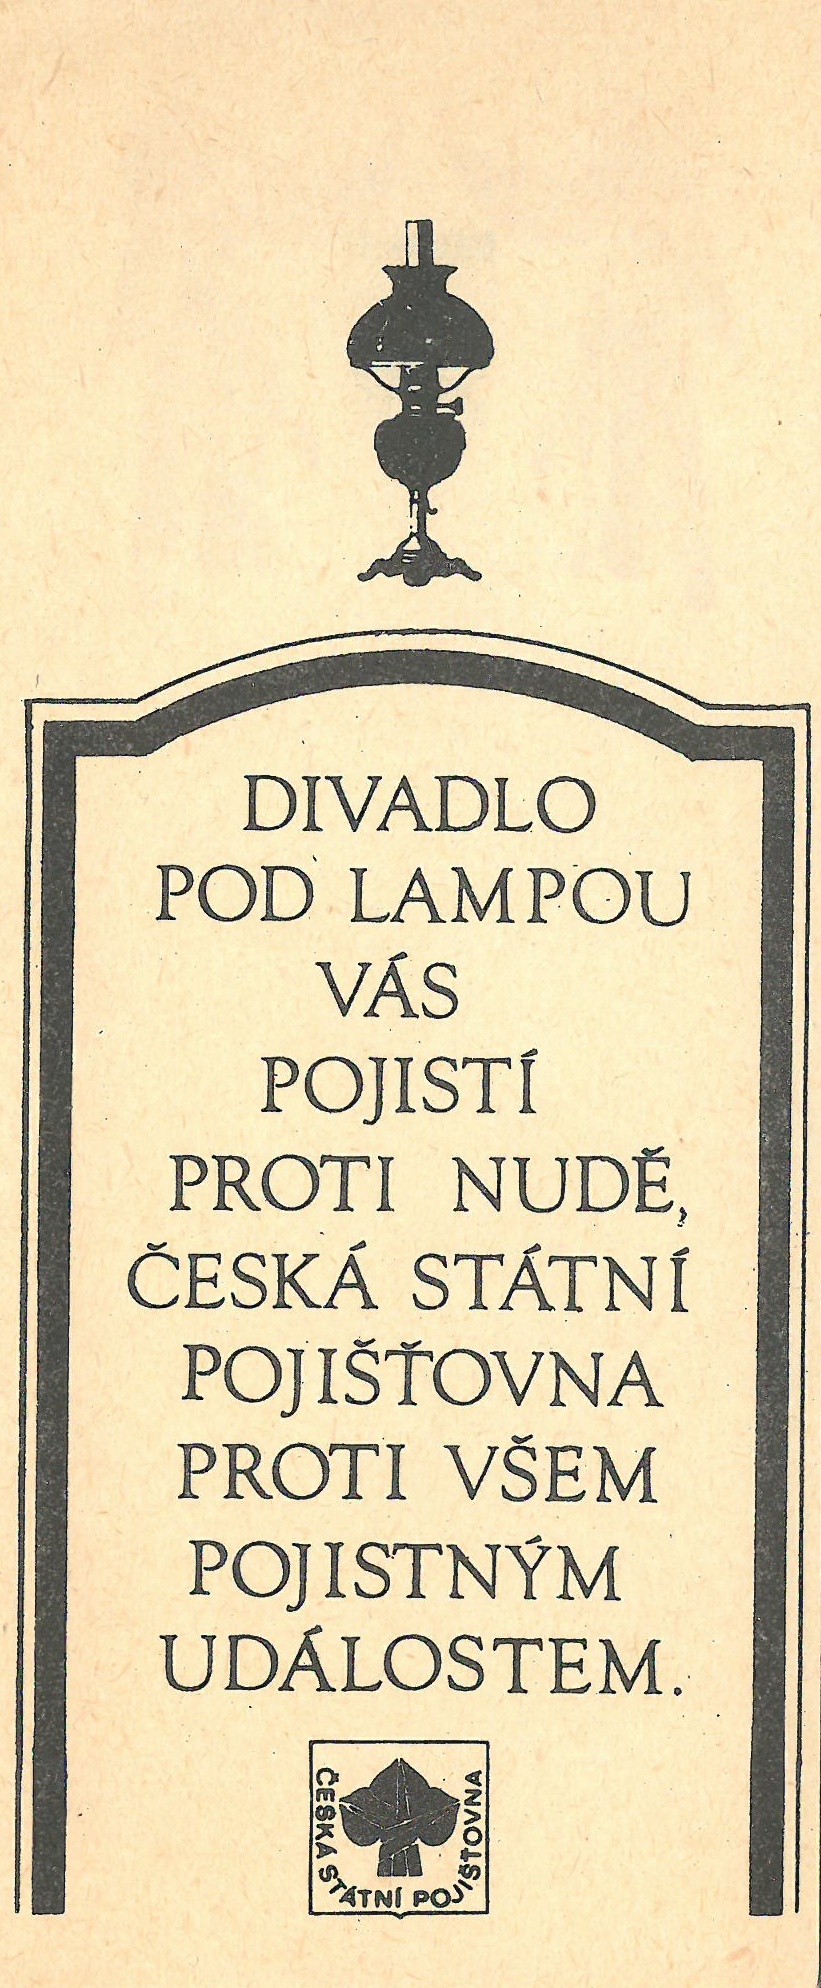 DIVADLO
POD LAMPOU
VÁS
POJISTÍ
PROTI NUDĚ,
ČESKÁ STÁTNÍ
POJIŠŤOVNA
PROTI VŠEM
POJISTNÝM
UDÁLOSTEM.
ČESKÁ STÁTNÍ POJIŠŤOVNA